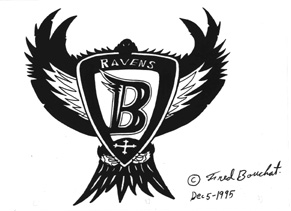 RAVENS
B
© Fred Bouchat.
Dec 5-1995